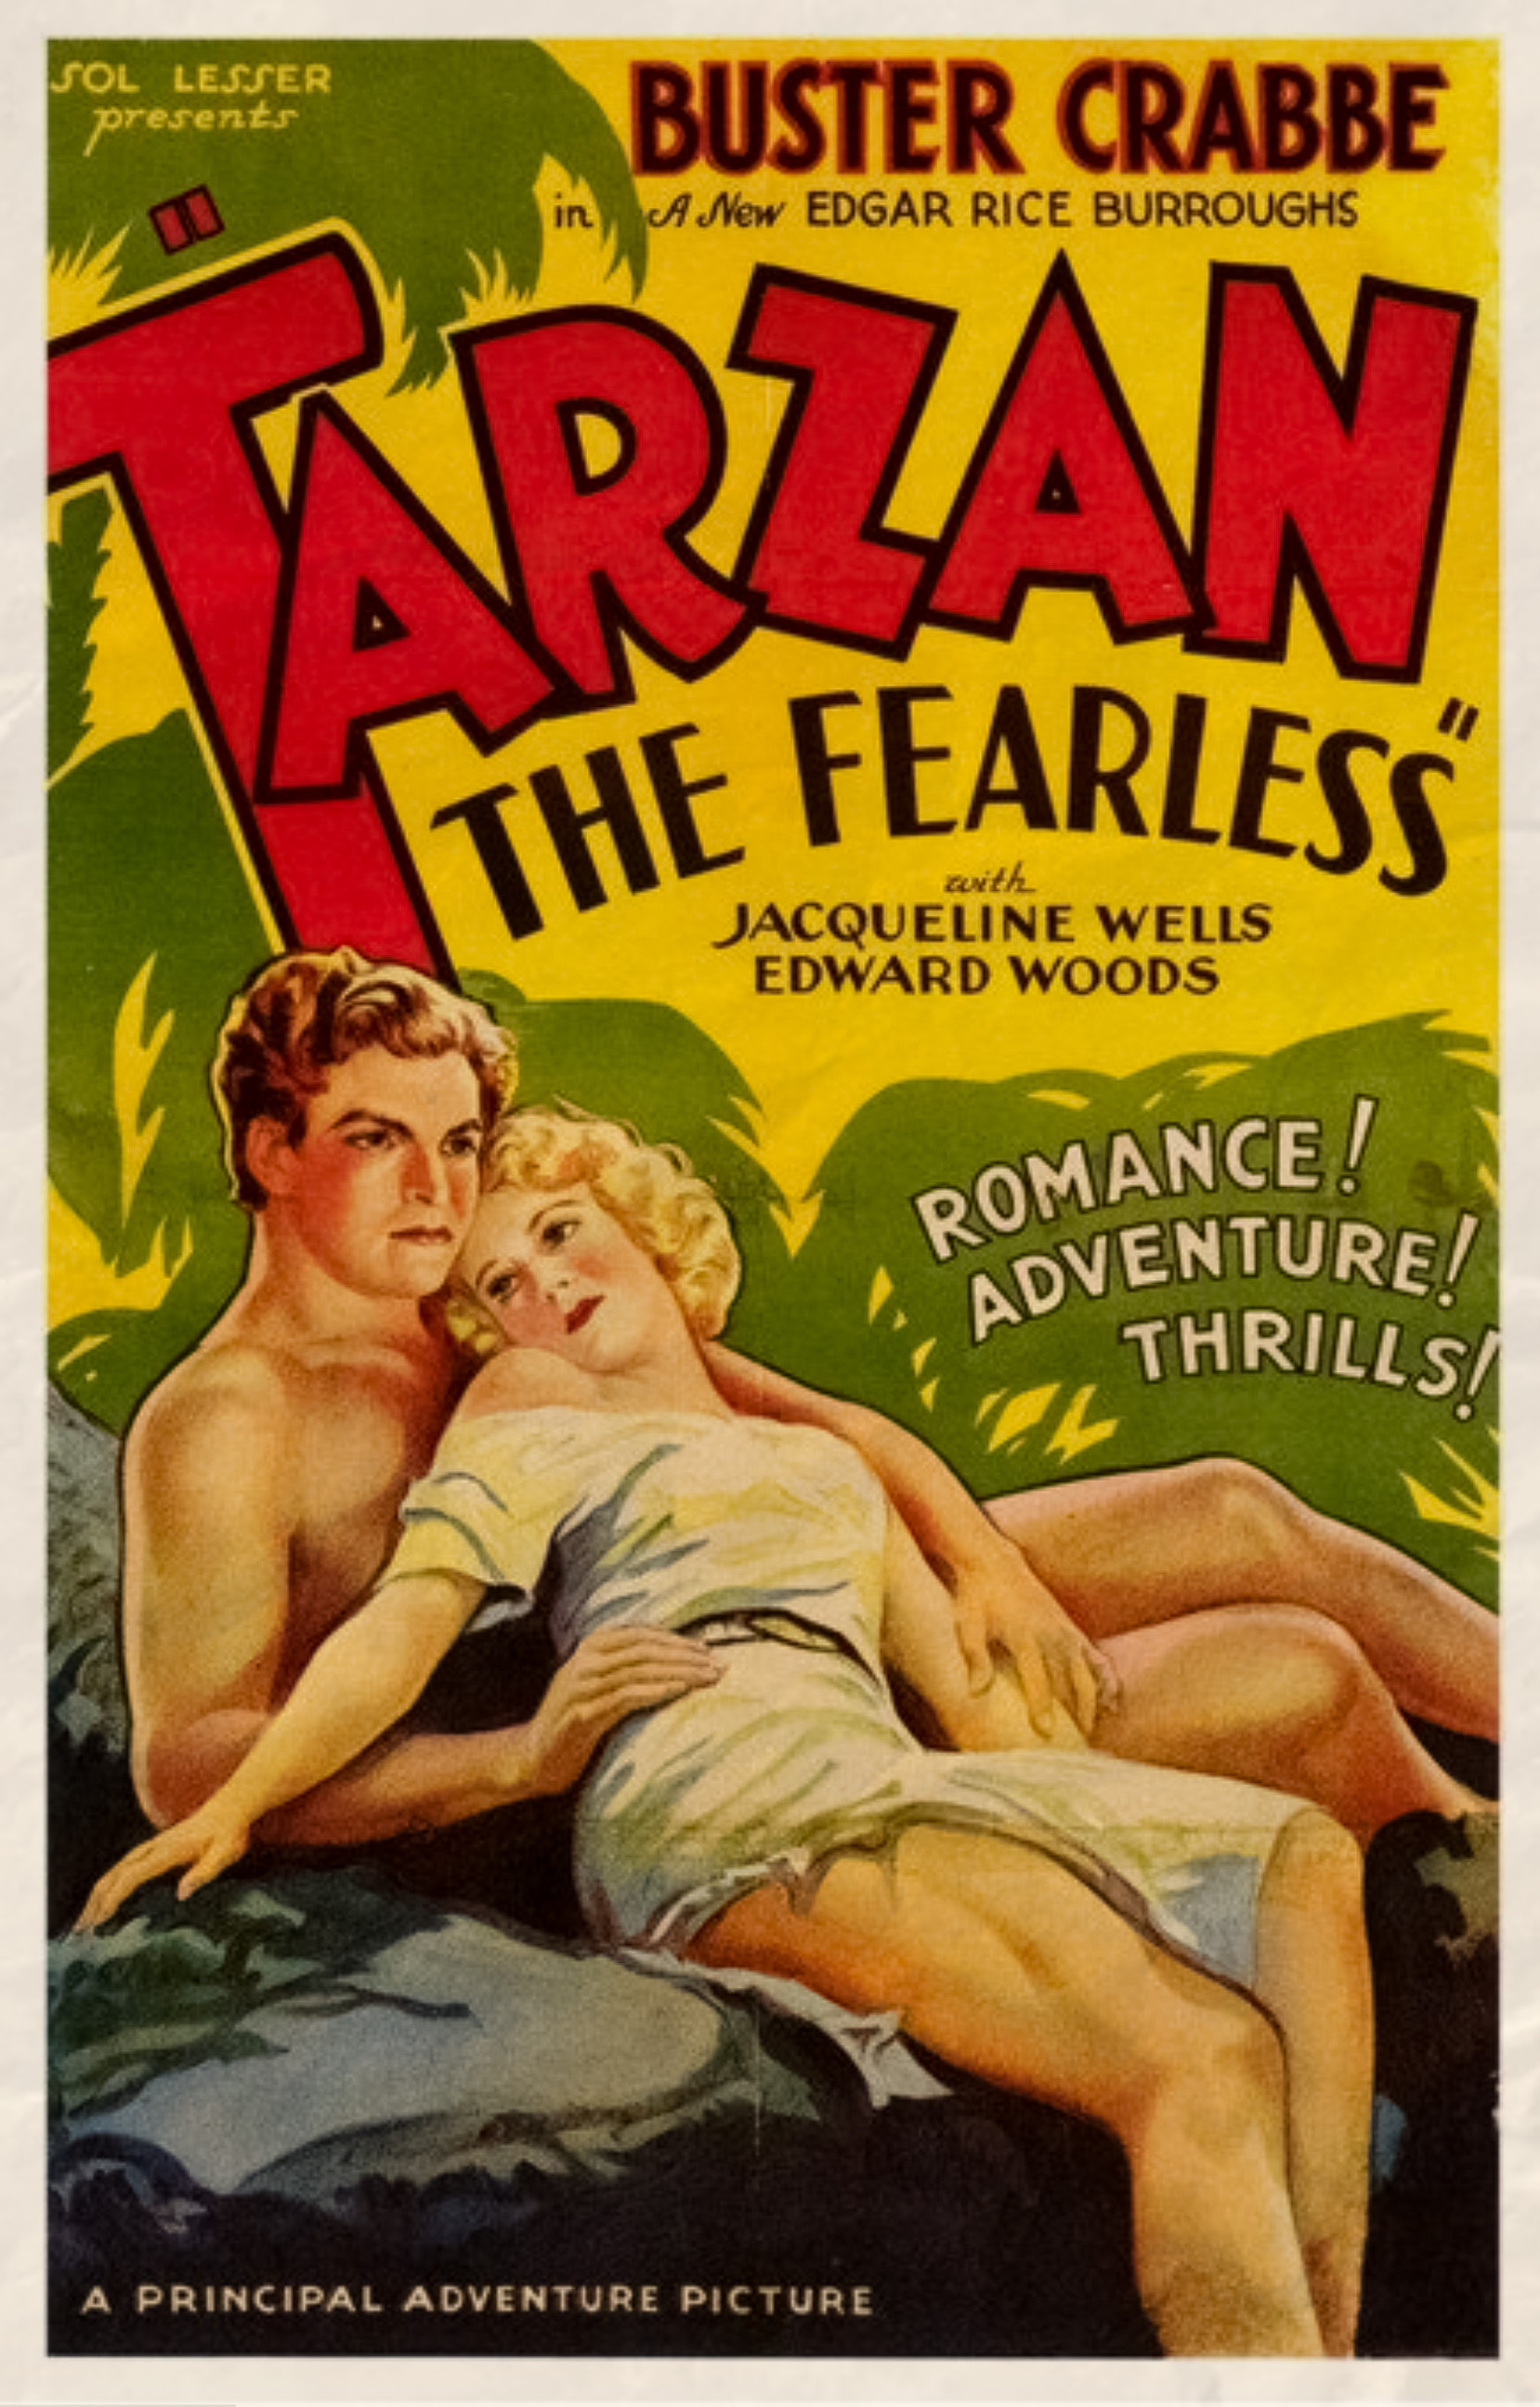 SOL LESSER
presents
BUSTER CRABBE
in A New EDGAR RICE BURROUGHS
"TARZAN
THE FEARLESS"
with
JACQUELINE WELLS
EDWARD WOODS
ROMANCE!
ADVENTURE!
THRILLS!
A PRINCIPAL ADVENTURE PICTURE